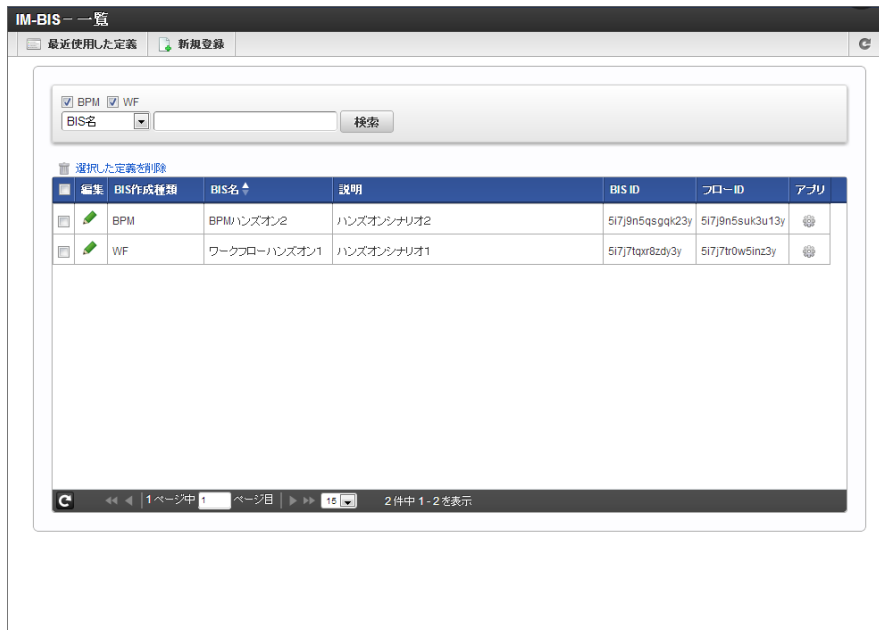 IM-BIS－一覧
最近使用した定義 新規登録
BPM WF
BIS名 検索
選択した定義を削除
編集 BIS作成種類 BIS名 説明 BIS ID フローID アプリ
BPM BPMハンズオン2 ハンズオンシナリオ2 5i7j9n5qsgqk23y 5i7j9n5suk3u13y
WF ワークフローハンズオン1 ハンズオンシナリオ1 5i7j7tqxr8zdy3y 5i7j7tr0w5inz3y
1 ページ中 1 ページ目 15 2 件中 1 - 2 を表示